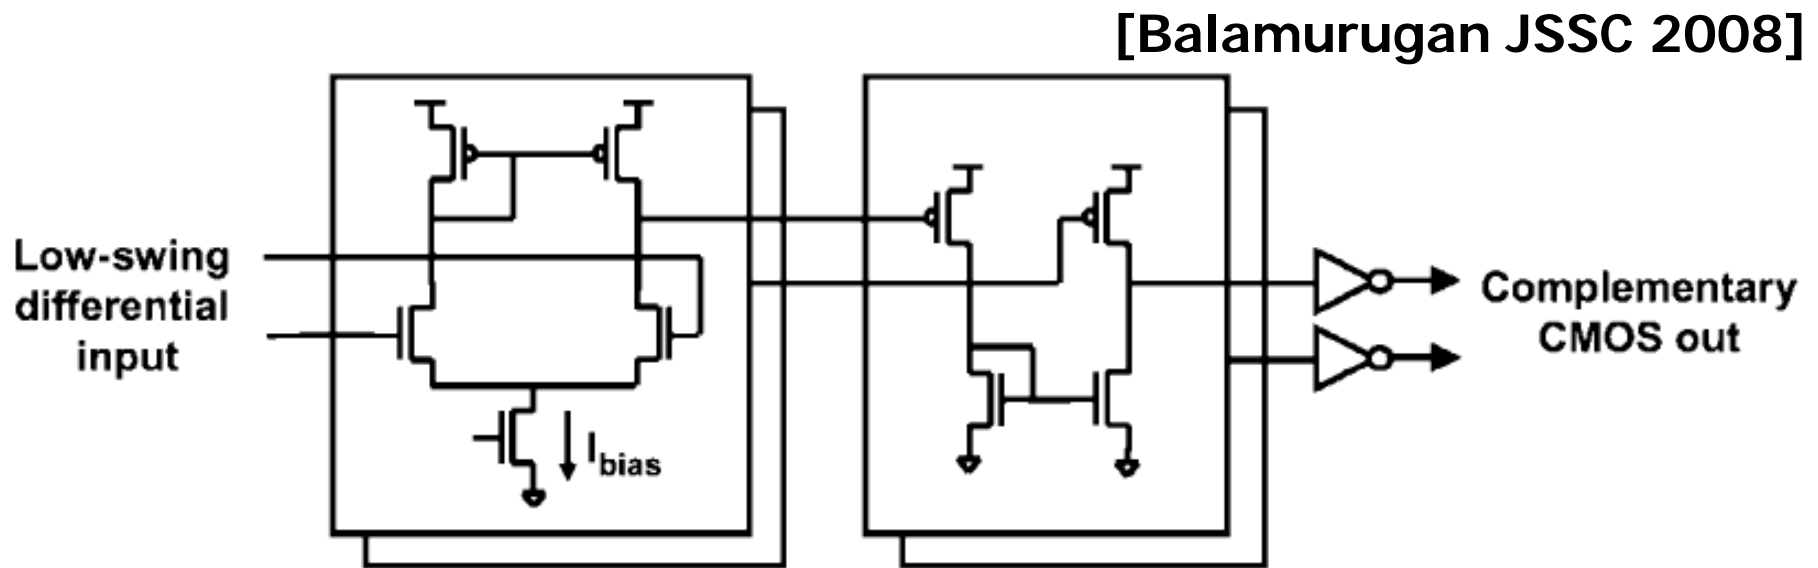 [Balamurugan JSSC 2008]
Low-swing
differential
input
Ibias
Complementary
CMOS out